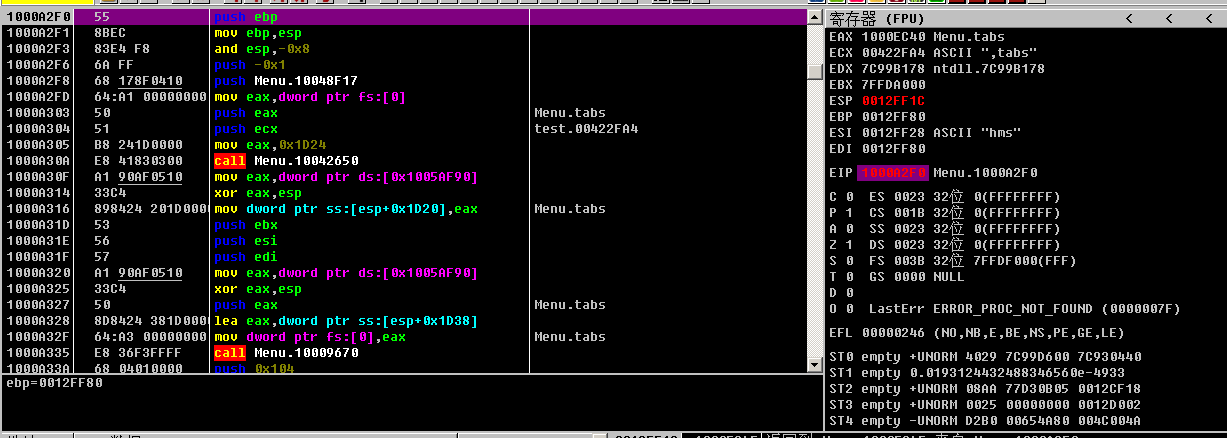 1000A2F0 55 push ebp
1000A2F1 8BEC mov ebp,esp
1000A2F3 83E4 F8 and esp,-0x8
1000A2F6 6A FF push -0x1
1000A2F8 68 178F0410 push Menu.10048F17
1000A2FD 64:A1 00000000 mov eax,dword ptr fs:[0]
1000A303 50 push eax Menu.tabs
1000A304 51 push ecx test.00422FA4
1000A305 B8 241D0000 mov eax,0x1D24
1000A30A E8 41830300 call Menu.10042650
1000A30F A1 90AF0510 mov eax,dword ptr ds:[0x1005AF90]
1000A314 33C4 xor eax,esp
1000A316 898424 201D0000 mov dword ptr ss:[esp+0x1D20],eax Menu.tabs
1000A31D 53 push ebx
1000A31E 56 push esi
1000A31F 57 push edi
1000A320 A1 90AF0510 mov eax,dword ptr ds:[0x1005AF90]
1000A325 33C4 xor eax,esp
1000A327 50 push eax Menu.tabs
1000A328 8D8424 381D0000 lea eax,dword ptr ss:[esp+0x1D38]
1000A32F 64:A3 00000000 mov dword ptr fs:[0],eax Menu.tabs
1000A335 E8 36F3FFFF call Menu.10009670
1000A33A 68 04010000 push 0x104
ebp=0012FF80
寄存器 (FPU) < < <
EAX 1000EC40 Menu.tabs
ECX 00422FA4 ASCII ",tabs"
EDX 7C99B178 ntdll.7C99B178
EBX 7FFDA000
ESP 0012FF1C
EBP 0012FF80
ESI 0012FF28 ASCII "hms"
EDI 0012FF80
EIP 1000A2F0 Menu.1000A2F0
C 0 ES 0023 32位 0(FFFFFFFF)
P 1 CS 001B 32位 0(FFFFFFFF)
A 0 SS 0023 32位 0(FFFFFFFF)
Z 1 DS 0023 32位 0(FFFFFFFF)
S 0 FS 003B 32位 7FFDF000(FFF)
T 0 GS 0000 NULL
D 0
O 0 LastErr ERROR_PROC_NOT_FOUND (0000007F)
EFL 00000246 (NO,NB,E,BE,NS,PE,GE,LE)
ST0 empty +UNORM 4029 7C99D600 7C930440
ST1 empty 0.0193124432488346560e-4933
ST2 empty +UNORM 08AA 77D30B05 0012CF18
ST3 empty +UNORM 0025 00000000 0012D002
ST4 empty -UNORM D2B0 00654A80 004C004A